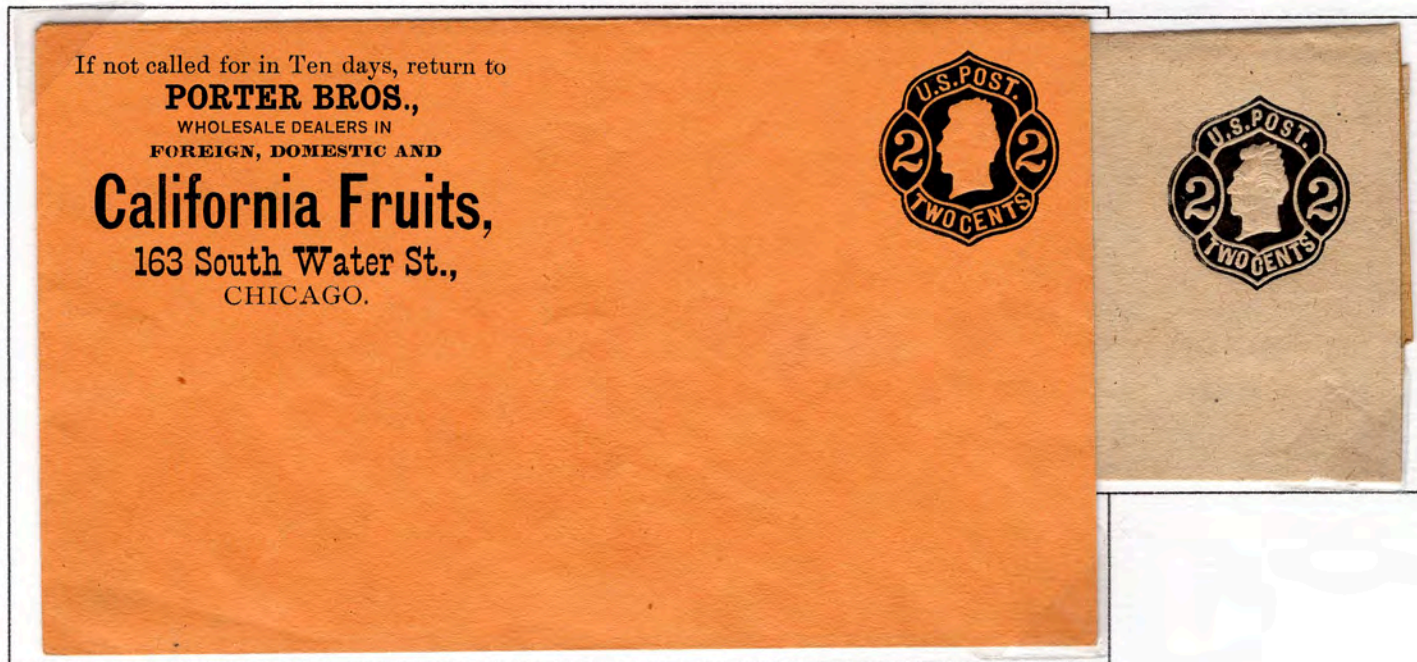 If not called for in Ten days, return to
PORTER BROS.,
WHOLESALE DEALERS IN
FOREIGN, DOMESTIC AND
California Fruits,
163 South Water St.,
CHICAGO.
U.S. POST.
2 2
TWO CENTS
U.S. POST.
2 2
TWO CENTS